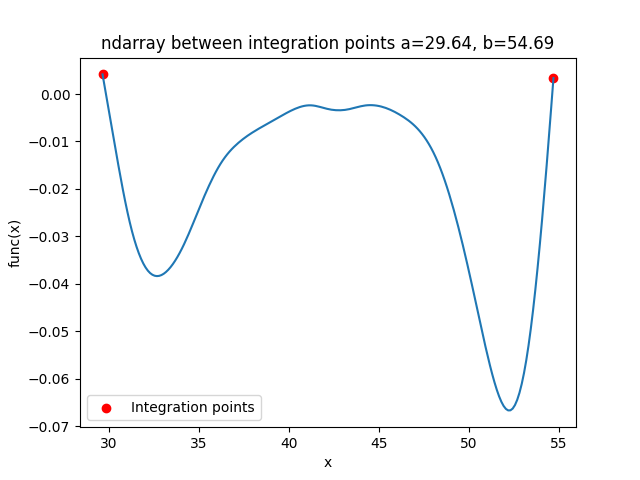 ndarray between integration points a=29.64, b=54.69
0.00
−0.01
−0.02
−0.03
−0.04
−0.05
−0.06
−0.07
func(x)
Integration points
30 35 40 45 50 55
x